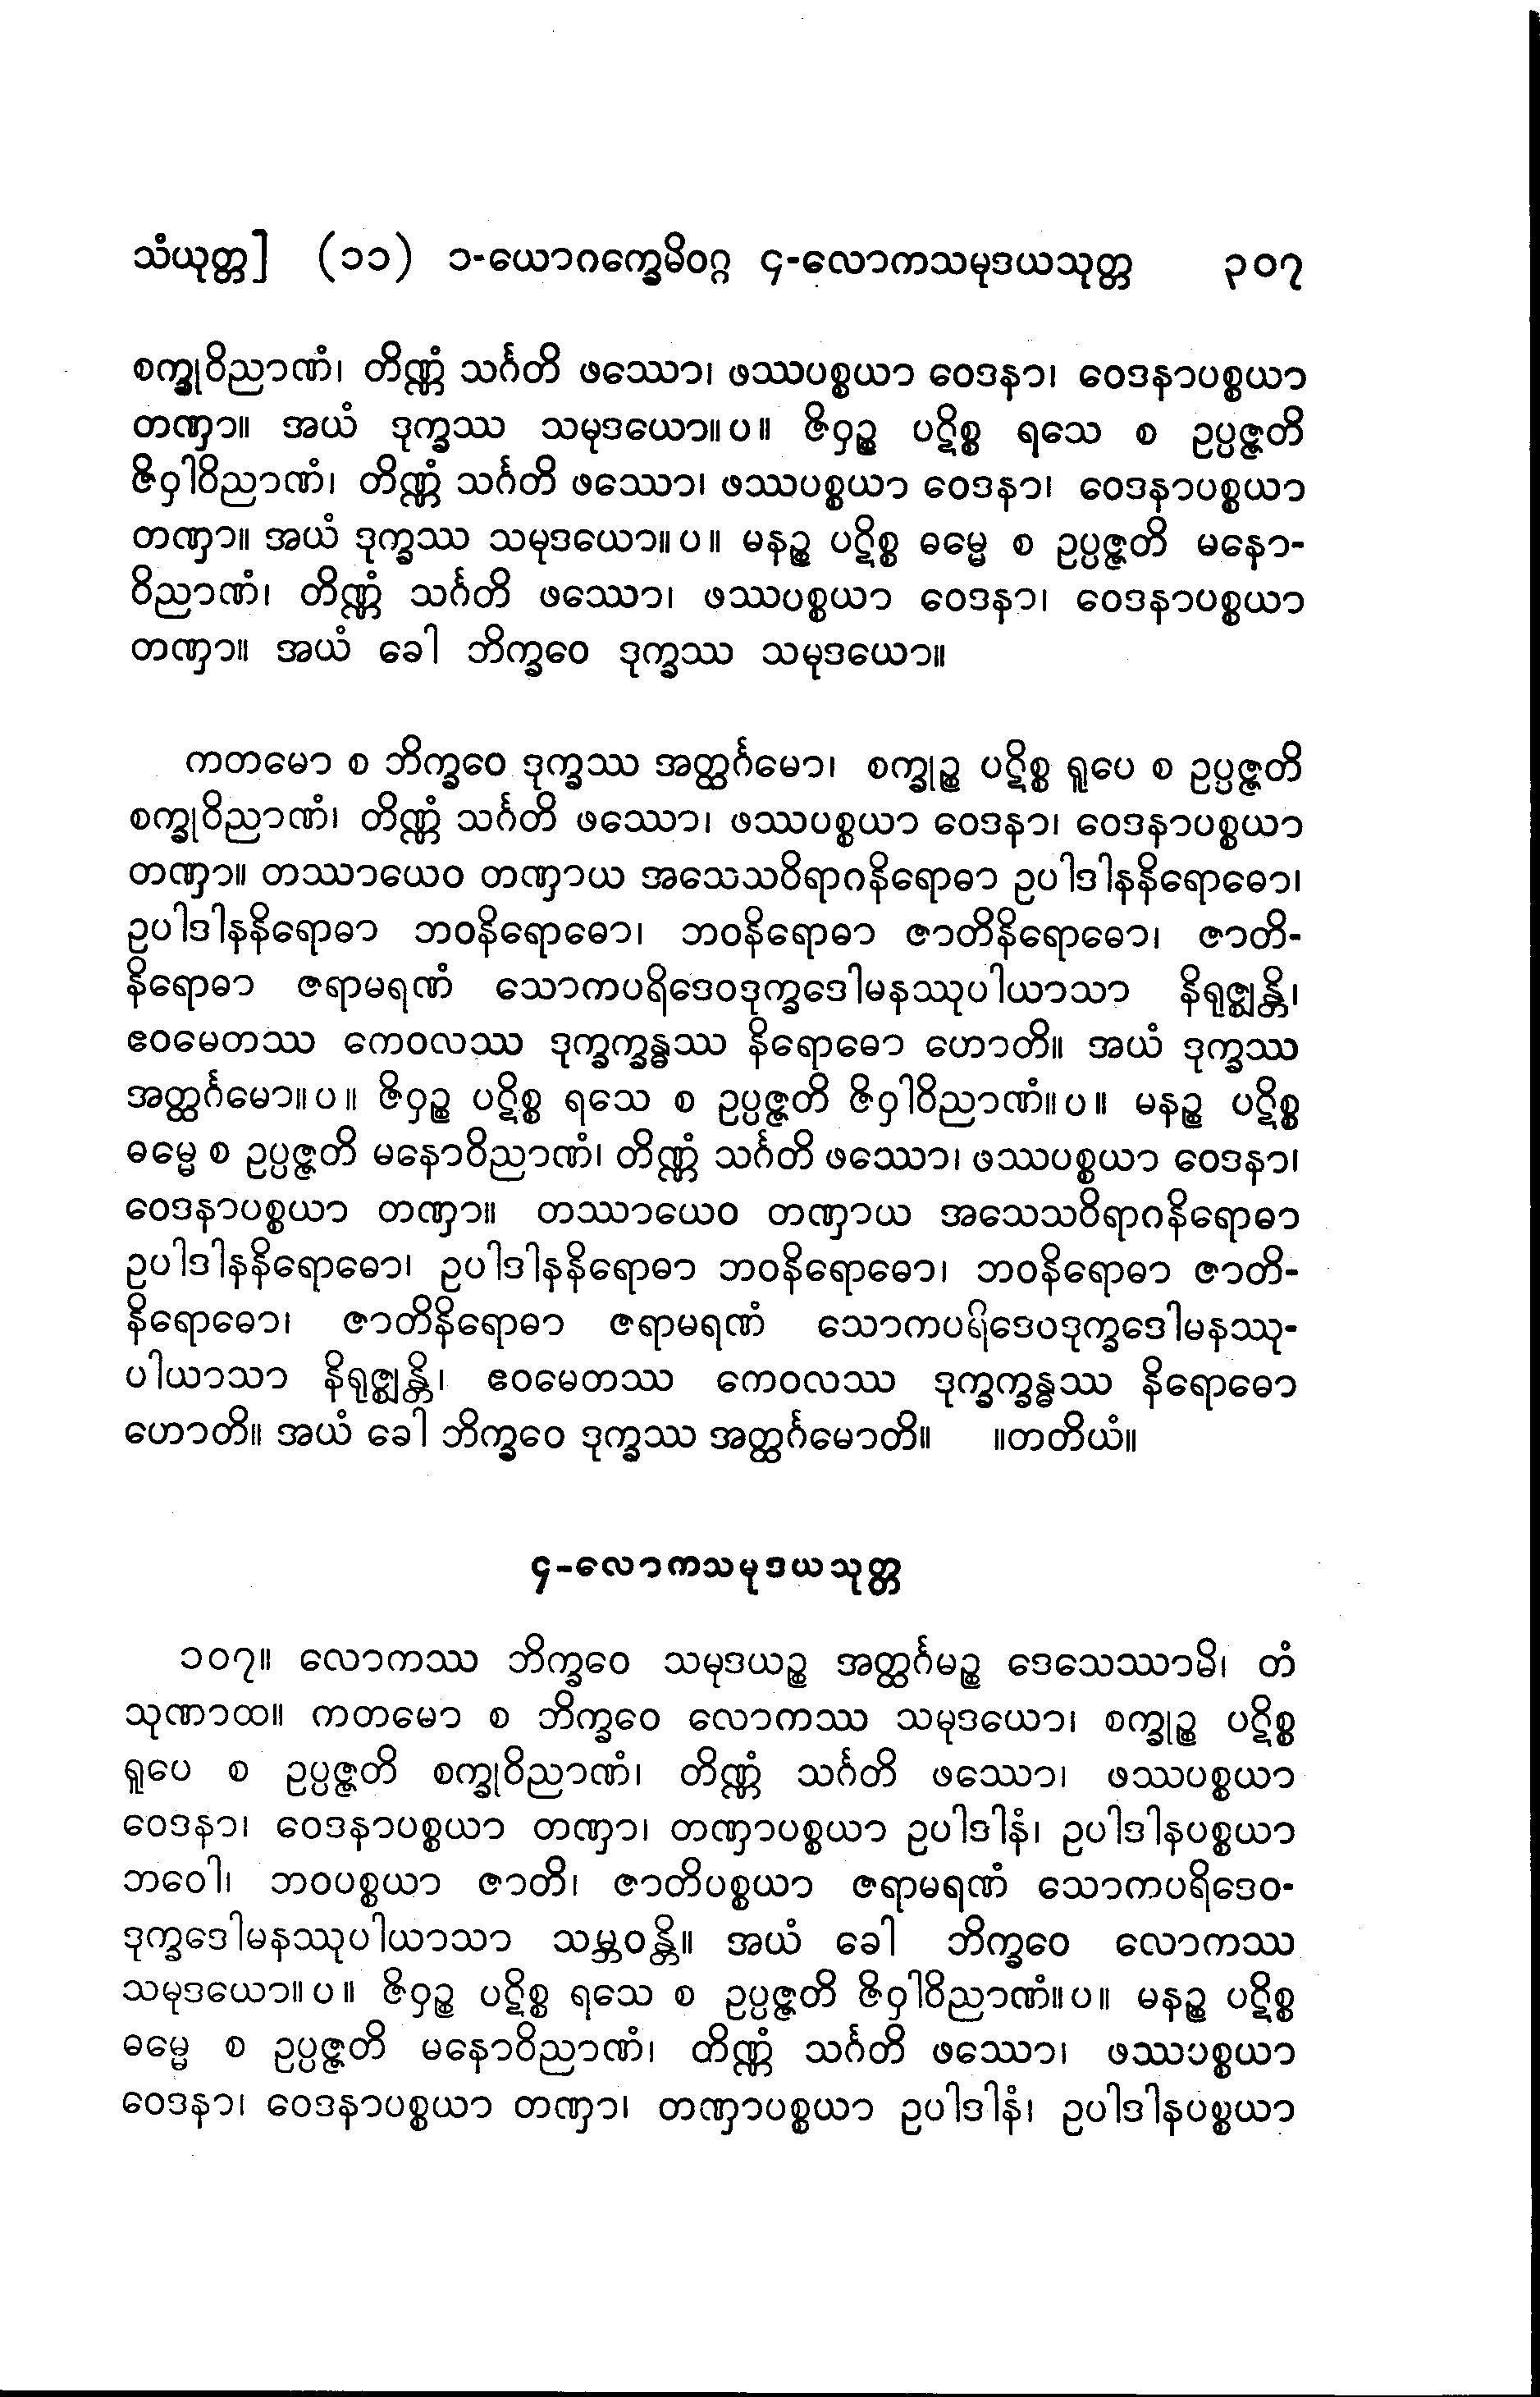 သံယုတ္တ] (၁၁) ၁-ယောဂက္ခေမိဝဂ္ဂ ၄-လောကသမုဒယသုတ္တ ၃၀၇
စက္ခုဝိညာဏံ၊ တိဏ္ဏံ သင်္ဂတိ ဖဿော၊ ဖဿပစ္စယာ ဝေဒနာ၊ ဝေဒနာပစ္စယာ
တဏှာ။ အယံ ဒုက္ခဿ သမုဒယော။ပ။ ဇိဝှဉ္စ ပဋိစ္စ ရသေ စ ဥပ္ပဇ္ဇတိ
ဇိဝှါဝိညာဏံ၊ တိဏ္ဏံ သင်္ဂတိ ဖဿော၊ ဖဿပစ္စယာ ဝေဒနာ၊ ဝေဒနာပစ္စယာ
တဏှာ။ အယံ ဒုက္ခဿ သမုဒယော။ပ။ မနဉ္စ ပဋိစ္စ ဓမ္မေ စ ဥပ္ပဇ္ဇတိ မနော-
ဝိညာဏံ၊ တိဏ္ဏံ သင်္ဂတိ ဖဿော၊ ဖဿပစ္စယာ ဝေဒနာ၊ ဝေဒနာပစ္စယာ
တဏှာ။ အယံ ခေါ ဘိက္ခဝေ ဒုက္ခဿ သမုဒယော။
ကတမော စ ဘိက္ခဝေ ဒုက္ခဿ အတ္ထင်္ဂမော၊ စက္ခုဉ္စ ပဋိစ္စ ရူပေ စ ဥပ္ပဇ္ဇတိ
စက္ခုဝိညာဏံ၊ တိဏ္ဏံ သင်္ဂတိ ဖဿော၊ ဖဿပစ္စယာ ဝေဒနာ၊ ဝေဒနာပစ္စယာ
တဏှာ။ တဿာယေဝ တဏှာယ အသေသဝိရာဂနိရောဓာ ဥပါဒါနနိရောဓော၊
ဥပါဒါနနိရောဓာ ဘဝနိရောဓော၊ ဘဝနိရောဓာ ဇာတိနိရောဓော၊ ဇာတိ-
နိရောဓာ ဇရာမရဏံ သောကပရိဒေဝဒုက္ခဒေါမနဿုပါယာသာ နိရုဇ္ဈန္တိ၊
ဧဝမေတဿ ကေဝလဿ ဒုက္ခက္ခန္ဓဿ နိရောဓော ဟောတိ။ အယံ ဒုက္ခဿ
အတ္ထင်္ဂမော။ပ။ ဇိဝှဉ္စ ပဋိစ္စ ရသေ စ ဥပ္ပဇ္ဇတိ ဇိဝှါဝိညာဏံ။ပ။ မနဉ္စ ပဋိစ္စ
ဓမ္မေ စ ဥပ္ပဇ္ဇတိ မနောဝိညာဏံ၊ တိဏ္ဏံ သင်္ဂတိ ဖဿော၊ ဖဿပစ္စယာ ဝေဒနာ၊
ဝေဒနာပစ္စယာ တဏှာ။ တဿာယေဝ တဏှာယ အသေသဝိရာဂနိရောဓာ
ဥပါဒါနနိရောဓော၊ ဥပါဒါနနိရောဓာ ဘဝနိရောဓော၊ ဘဝနိရောဓာ ဇာတိ-
နိရောဓော၊ ဇာတိနိရောဓာ ဇရာမရဏံ သောကပရိဒေဝဒုက္ခဒေါမနဿု-
ပါယာသာ နိရုဇ္ဈန္တိ၊ ဧဝမေတဿ ကေဝလဿ ဒုက္ခက္ခန္ဓဿ နိရောဓော
ဟောတိ။ အယံ ခေါ ဘိက္ခဝေ ဒုက္ခဿ အတ္ထင်္ဂမောတိ။ ။တတိယံ။
၄-လောကသမုဒယသုတ္တ
၁၀၇။ လောကဿ ဘိက္ခဝေ သမုဒယဉ္စ အတ္ထင်္ဂမဉ္စ ဒေသေဿာမိ၊ တံ
သုဏာထ။ ကတမော စ ဘိက္ခဝေ လောကဿ သမုဒယော၊ စက္ခုဉ္စ ပဋိစ္စ
ရူပေ စ ဥပ္ပဇ္ဇတိ စက္ခုဝိညာဏံ၊ တိဏ္ဏံ သင်္ဂတိ ဖဿော၊ ဖဿပစ္စယာ
ဝေဒနာ၊ ဝေဒနာပစ္စယာ တဏှာ၊ တဏှာပစ္စယာ ဥပါဒါနံ၊ ဥပါဒါနပစ္စယာ
ဘဝေါ၊ ဘဝပစ္စယာ ဇာတိ၊ ဇာတိပစ္စယာ ဇရာမရဏံ သောကပရိဒေဝ-
ဒုက္ခဒေါမနဿုပါယာသာ သမ္ဘဝန္တိ။ အယံ ခေါ ဘိက္ခဝေ လောကဿ
သမုဒယော။ပ။ ဇိဝှဉ္စ ပဋိစ္စ ရသေ စ ဥပ္ပဇ္ဇတိ ဇိဝှါဝိညာဏံ။ပ။ မနဉ္စ ပဋိစ္စ
ဓမ္မေ စ ဥပ္ပဇ္ဇတိ မနောဝိညာဏံ၊ တိဏ္ဏံ သင်္ဂတိ ဖဿော၊ ဖဿပစ္စယာ
ဝေဒနာ၊ ဝေဒနာပစ္စယာ တဏှာ၊ တဏှာပစ္စယာ ဥပါဒါနံ၊ ဥပါဒါနပစ္စယာ